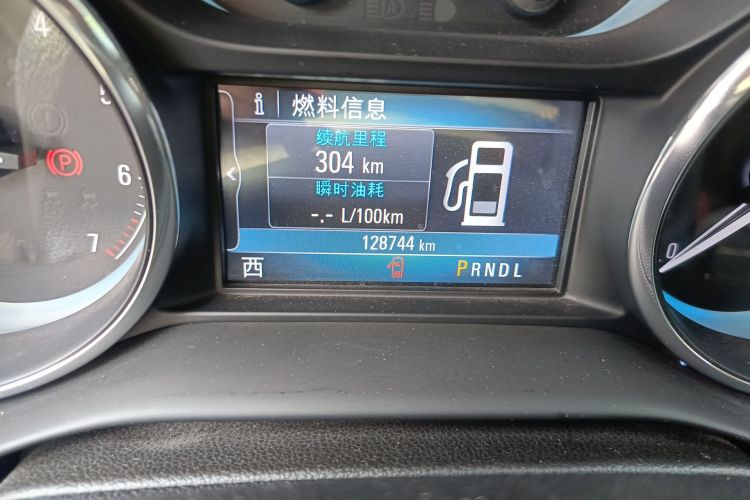 4
5
6
7
P
i 燃料信息
续航里程
304 km
瞬时油耗
-.- L/100km
128744 km
西 PRNDL
0